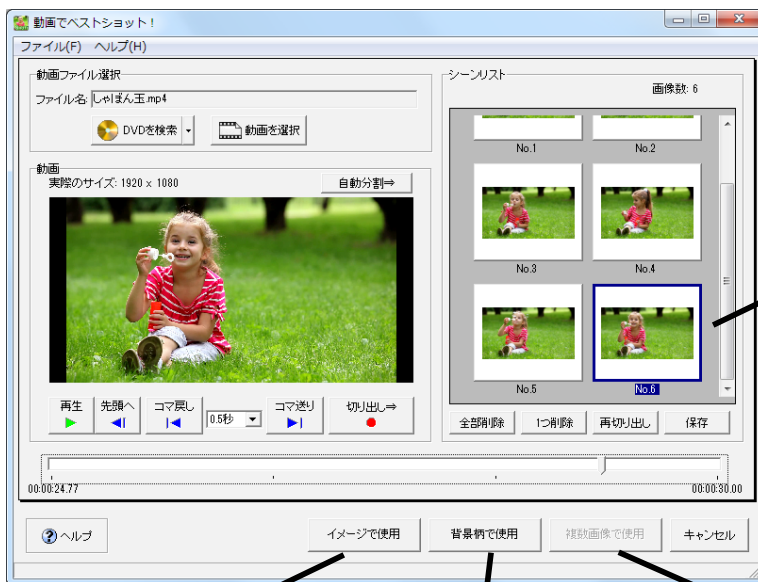 動画でベストショット！
ファイル(F) ヘルプ(H)
動画ファイル選択
ファイル名 しゃぼん玉.mp4
DVDを検索
動画を選択
動画
実際のサイズ: 1920 x 1080
自動分割⇒
再生
先頭へ
コマ戻し
0.5秒
コマ送り
切り出し⇒
シーンリスト
画像数: 6
No.1
No.2
No.3
No.4
No.5
No.6
全部削除
1つ削除
再切り出し
保存
00:00:24.77
00:00:30.00
ヘルプ
イメージで使用
背景柄で使用
複数画像で使用
キャンセル